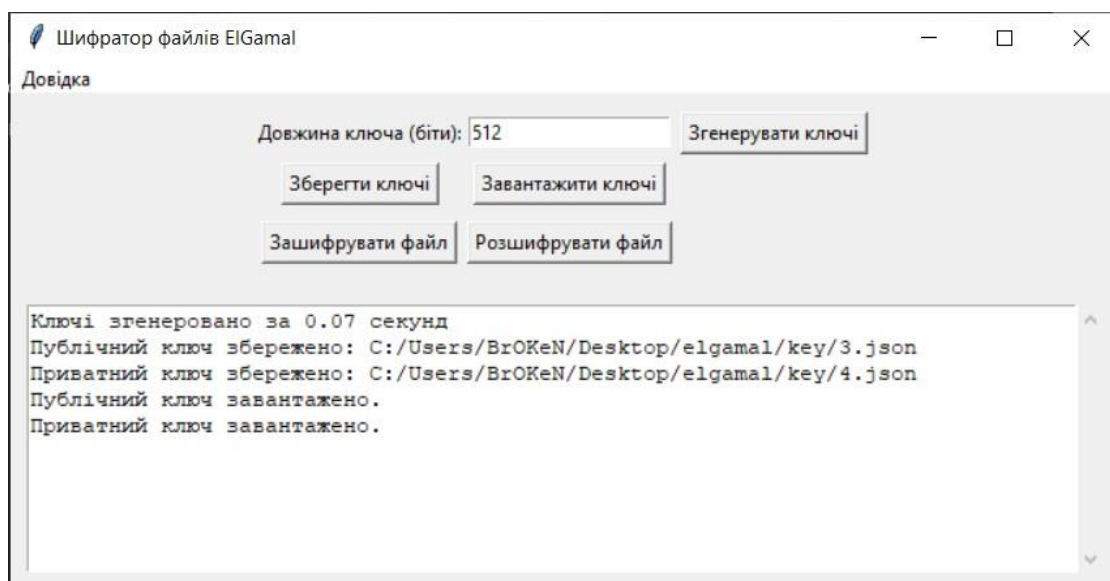 Шифратор файлів ElGamal
Довідка
Довжина ключа (біти): 512 Згенерувати ключі
Зберегти ключі Завантажити ключі
Зашифрувати файл Розшифрувати файл
Ключі згенеровано за 0.07 секунд
Публічний ключ збережено: C:/Users/BrOKeN/Desktop/elgamal/key/3.json
Приватний ключ збережено: C:/Users/BrOKeN/Desktop/elgamal/key/4.json
Публічний ключ завантажено.
Приватний ключ завантажено.